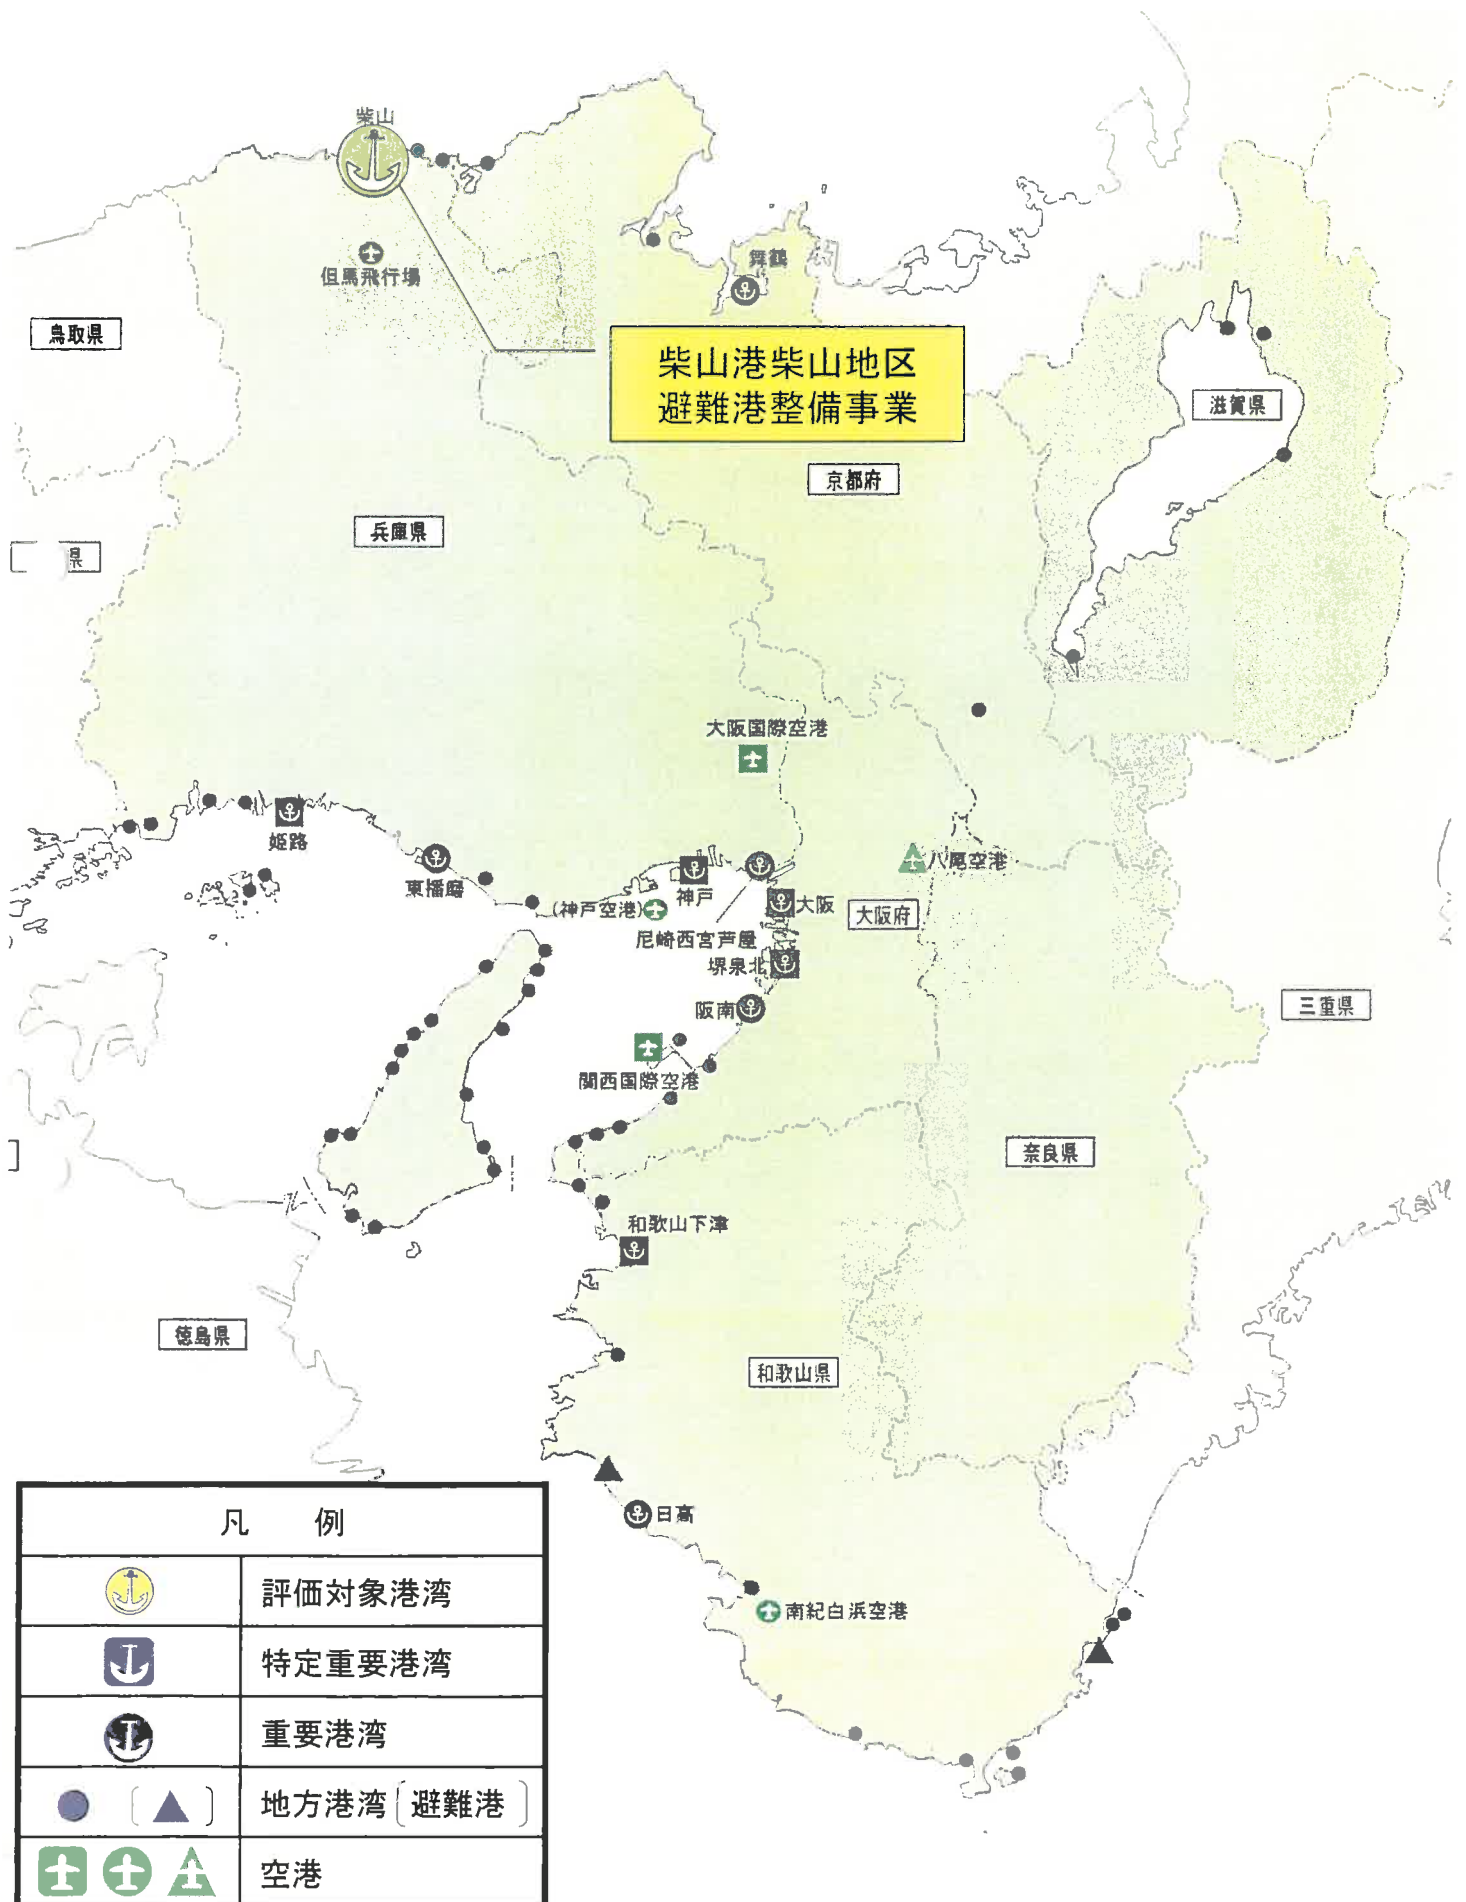 柴山
但馬飛行場
舞鶴
鳥取県
柴山港柴山地区
避難港整備事業
滋賀県
京都府
兵庫県
県
大阪国際空港
姫路
東播磨
(神戸空港)
神戸
八尾空港
大阪
大阪府
尼崎西宮芦屋
堺泉北
阪南
三重県
関西国際空港
奈良県
和歌山下津
徳島県
和歌山県
日高
南紀白浜空港
凡 例
評価対象港湾
特定重要港湾
重要港湾
地方港湾〔避難港〕
空港